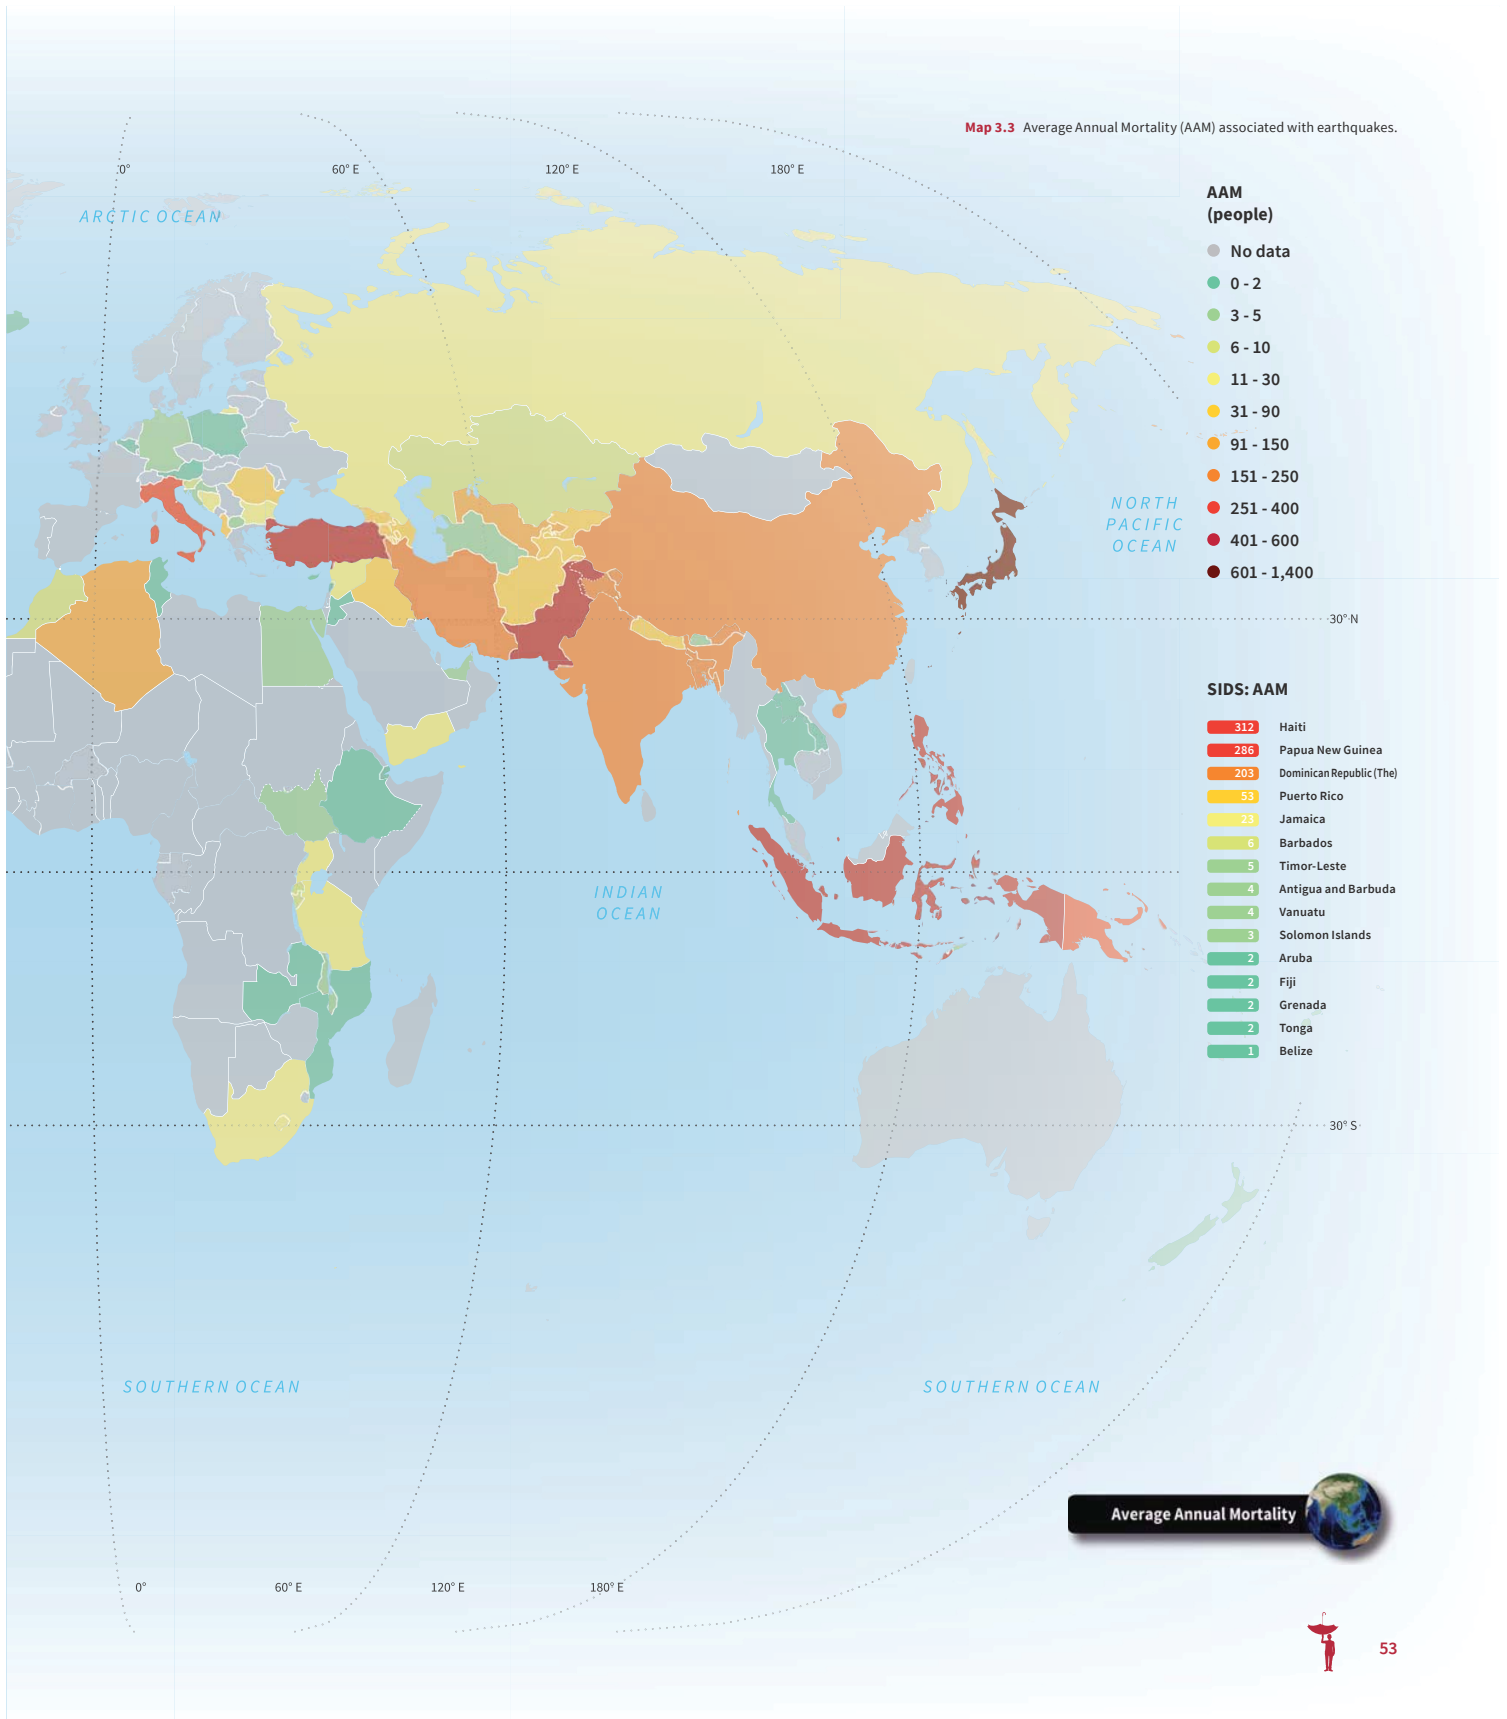 Map 3.3 Average Annual Mortality (AAM) associated with earthquakes.
0°
60° E
120° E
180° E
ARCTIC OCEAN
AAM
(people)
No data
0 - 2
3 - 5
6 - 10
11 - 30
31 - 90
91 - 150
151 - 250
251 - 400
401 - 600
601 - 1,400
NORTH
PACIFIC
OCEAN
30° N
SIDS: AAM
312 Haiti
286 Papua New Guinea
203 Dominican Republic (The)
53 Puerto Rico
23 Jamaica
6 Barbados
5 Timor-Leste
4 Antigua and Barbuda
4 Vanuatu
3 Solomon Islands
2 Aruba
2 Fiji
2 Grenada
2 Tonga
1 Belize
INDIAN
OCEAN
30° S
SOUTHERN OCEAN
SOUTHERN OCEAN
Average Annual Mortality
0°
60° E
120° E
180° E
53